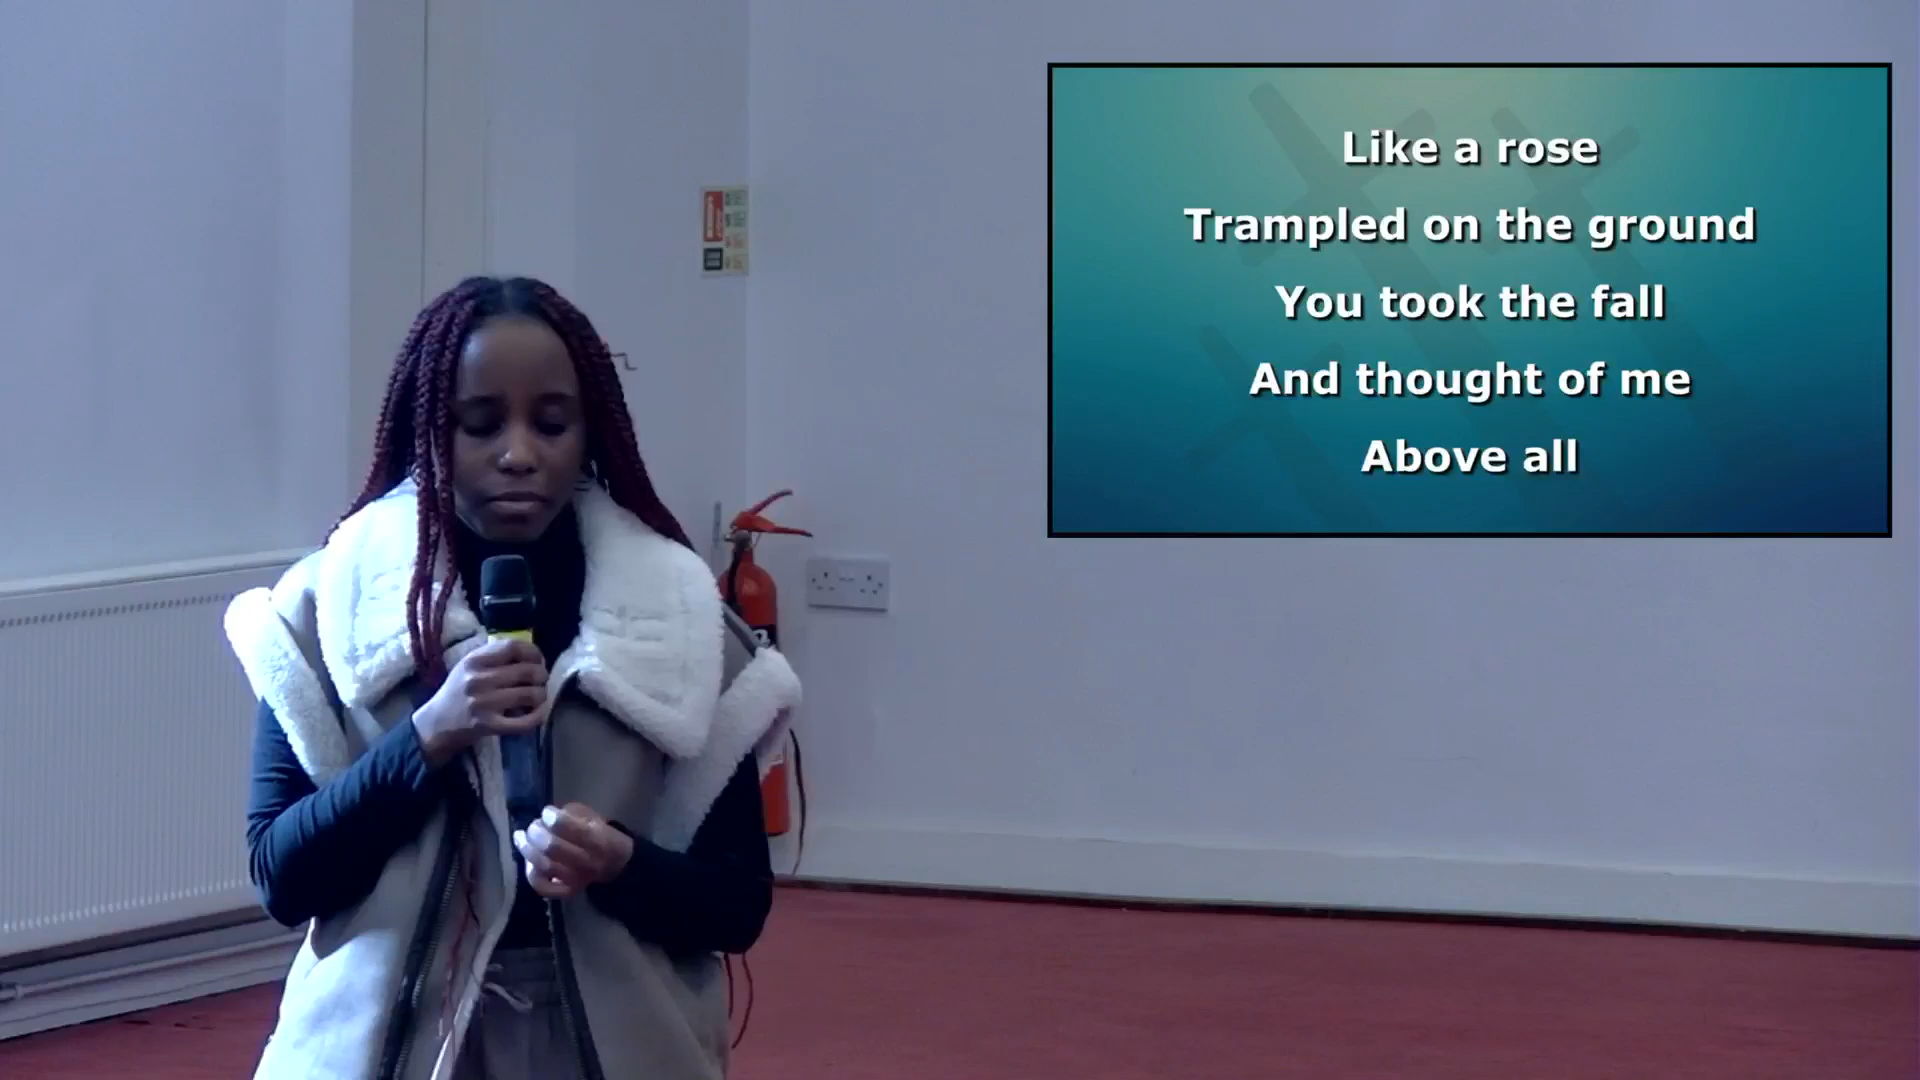 Like a rose
Trampled on the ground
You took the fall
And thought of me
Above all